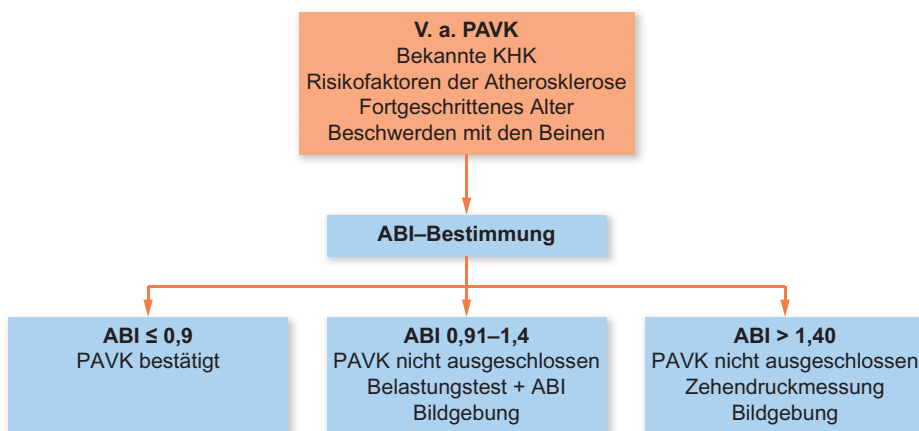 V. a. PAVK
Bekannte KHK
Risikofaktoren der Atherosklerose
Fortgeschrittenes Alter
Beschwerden mit den Beinen
ABI–Bestimmung
ABI ≤ 0,9
PAVK bestätigt
ABI 0,91–1,4
PAVK nicht ausgeschlossen
Belastungstest + ABI
Bildgebung
ABI > 1,40
PAVK nicht ausgeschlossen
Zehendruckmessung
Bildgebung